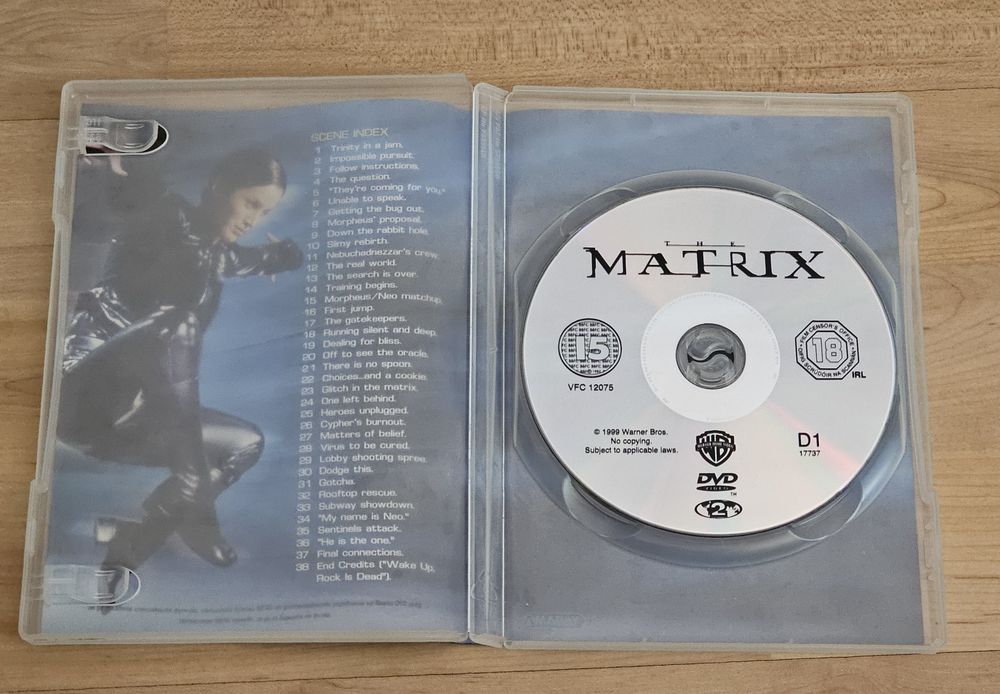 SCENE INDEX
1 Trinity in a jam.
2 Impossible pursuit.
3 Follow instructions.
4 The question.
5 "They're coming for you."
6 Unable to speak.
7 Getting the bug out.
8 Morpheus' proposal.
9 Down the rabbit hole.
10 Slimy rebirth.
11 Nebuchadnezzar's crew.
12 The real world.
13 The search is over.
14 Training begins.
15 Morpheus/Neo matchup.
16 First jump.
17 The gatekeepers.
18 Running silent and deep.
19 Dealing for bliss.
20 Off to see the oracle.
21 There is no spoon.
22 Choices...and a cookie.
23 Glitch in the matrix.
24 One left behind.
25 Heroes unplugged.
26 Cypher's burnout.
27 Matters of belief.
28 Virus to be cured.
29 Lobby shooting spree.
30 Dodge this.
31 Gotcha.
32 Rooftop rescue.
33 Subway showdown.
34 "My name is Neo."
35 Sentinels attack.
36 "He is the one."
37 Final connections.
38 End Credits ("Wake Up,
Rock Is Dead").
THE
MATRIX
15
VFC 12075
FILM CENSOR'S OFFICE
18
IRL
© 1999 Warner Bros.
No copying.
Subject to applicable laws.
WB
D1
17737
DVD
VIDEO
TM
2